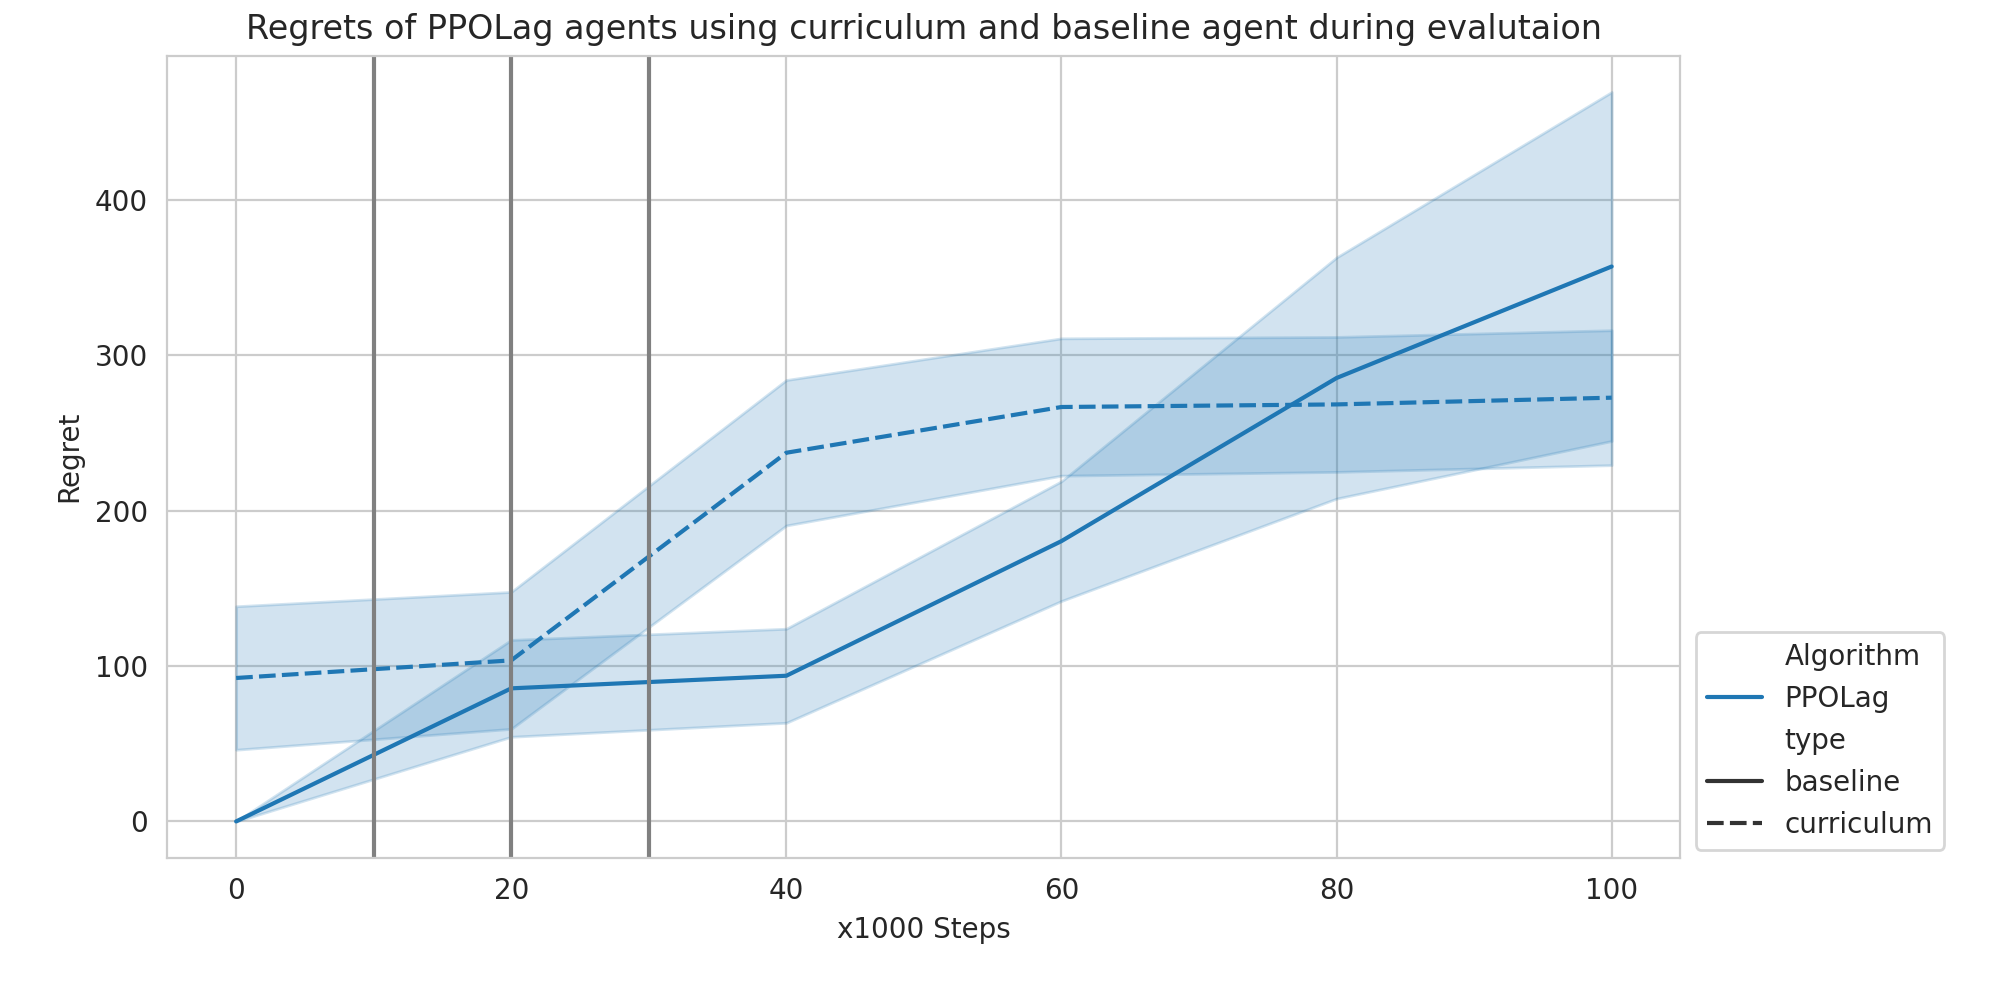 Regrets of PPOLag agents using curriculum and baseline agent during evalutaion
Regret
400
300
200
100
0
0 20 40 60 80 100
x1000 Steps
Algorithm
PPOLag
type
baseline
curriculum